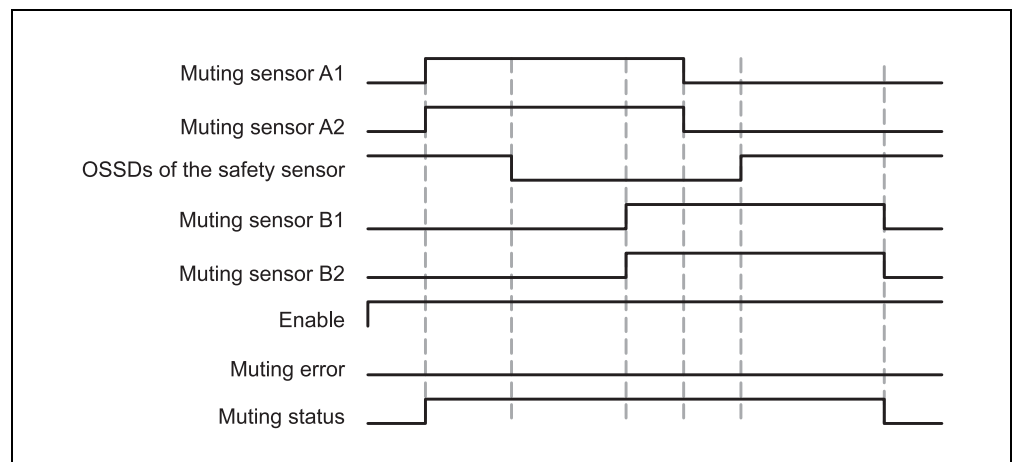 Muting sensor A1
Muting sensor A2
OSSDs of the safety sensor
Muting sensor B1
Muting sensor B2
Enable
Muting error
Muting status